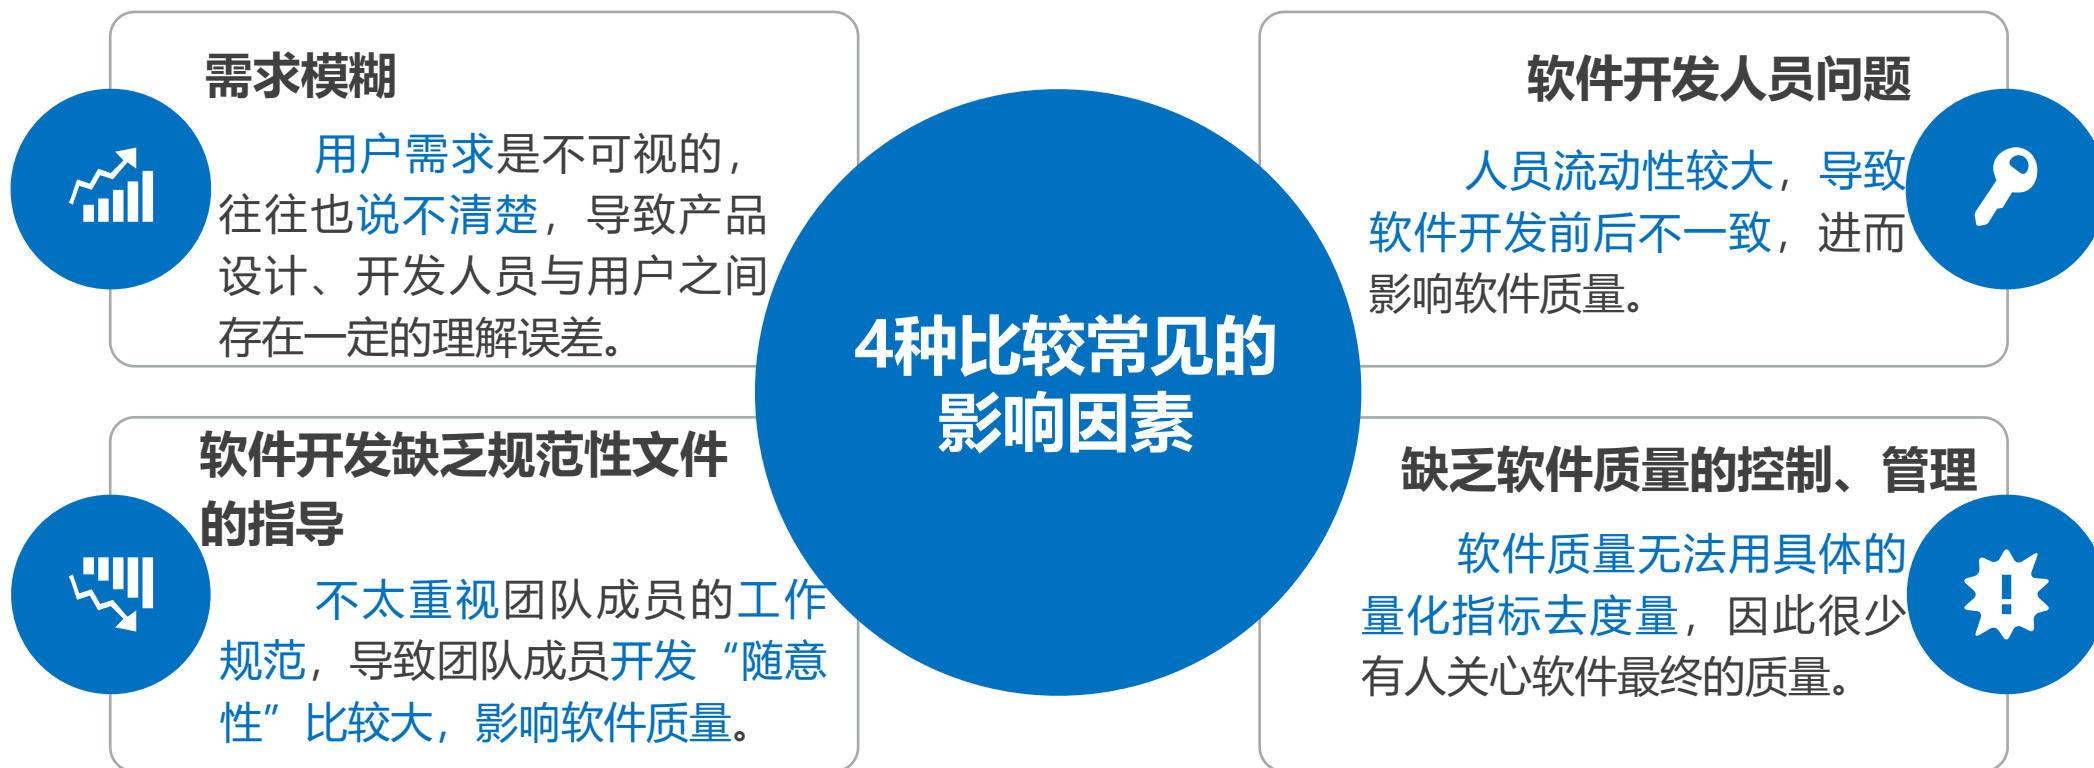 需求模糊
用户需求是不可视的，
往往也说不清楚，导致产品
设计、开发人员与用户之间
存在一定的理解误差。
软件开发人员问题
人员流动性较大，导致
软件开发前后不一致，进而
影响软件质量。
4种比较常见的
影响因素
软件开发缺乏规范性文件
的指导
不太重视团队成员的工作
规范，导致团队成员开发“随意
性”比较大，影响软件质量。
缺乏软件质量的控制、管理
软件质量无法用具体的
量化指标去度量，因此很少
有人关心软件最终的质量。